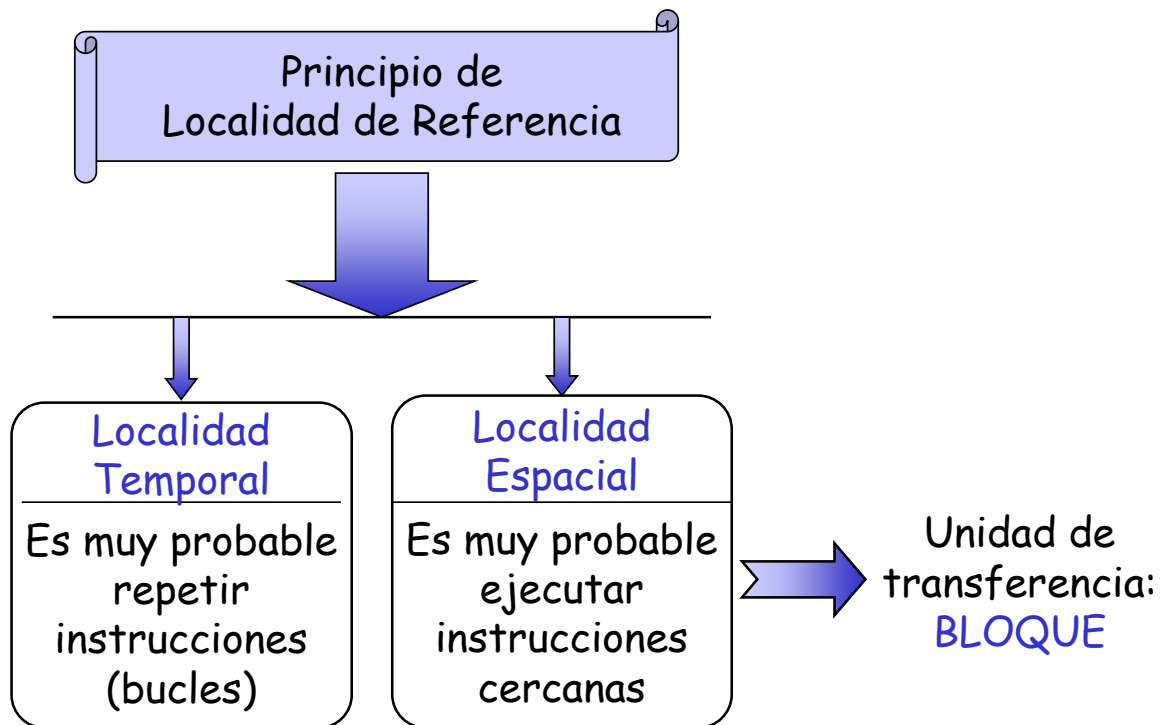 Principio de
Localidad de Referencia
Localidad
Temporal
Es muy probable
repetir
instrucciones
(bucles)
Localidad
Espacial
Es muy probable
ejecutar
instrucciones
cercanas
Unidad de
transferencia:
BLOQUE